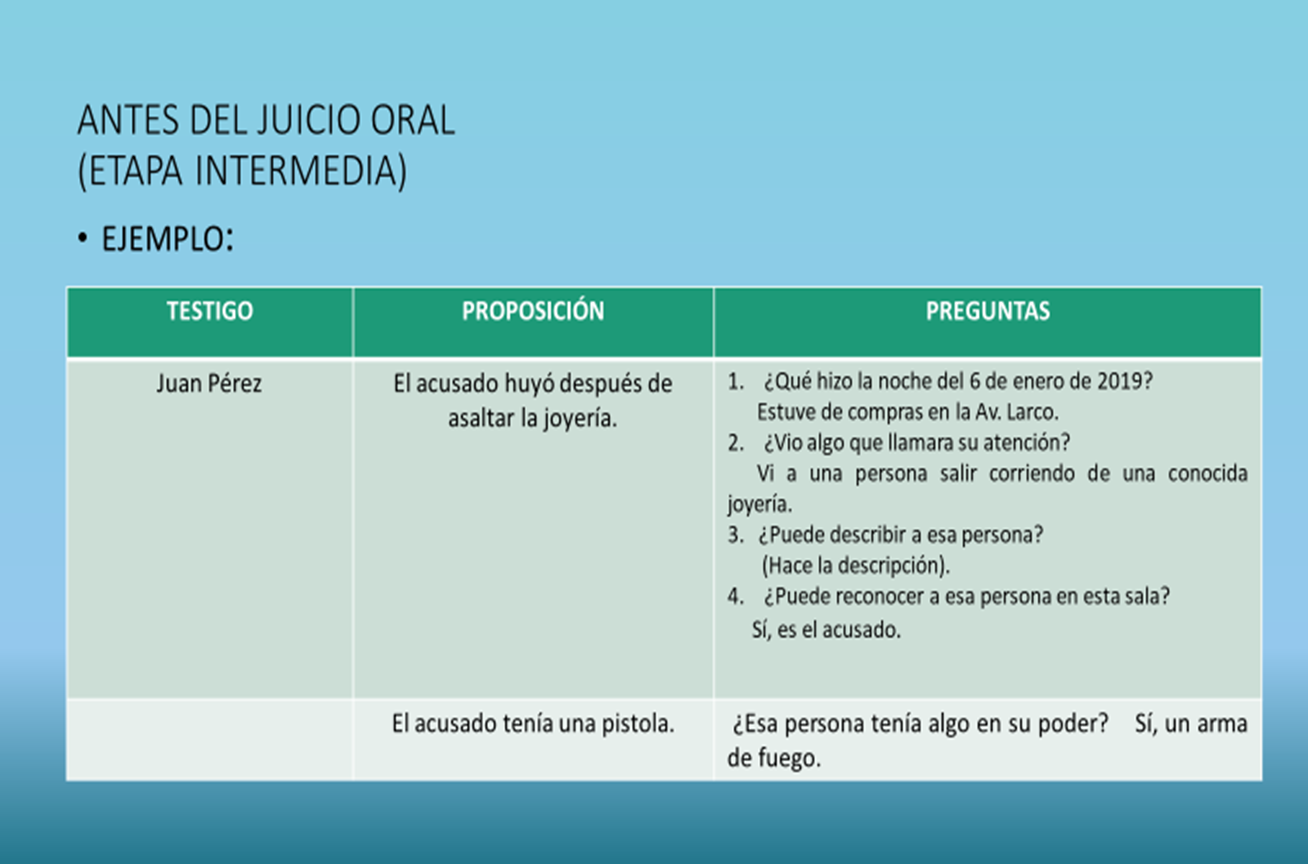 ANTES DEL JUICIO ORAL
(ETAPA INTERMEDIA)
• EJEMPLO:
TESTIGO
PROPOSICIÓN
PREGUNTAS
Juan Pérez
El acusado huyó después de
asaltar la joyería.
1. ¿Qué hizo la noche del 6 de enero de 2019?
Estuve de compras en la Av. Larco.
2. ¿Vio algo que llamara su atención?
Vi a una persona salir corriendo de una conocida
joyería.
3. ¿Puede describir a esa persona?
(Hace la descripción).
4. ¿Puede reconocer a esa persona en esta sala?
Sí, es el acusado.
El acusado tenía una pistola.
¿Esa persona tenía algo en su poder? Sí, un arma
de fuego.